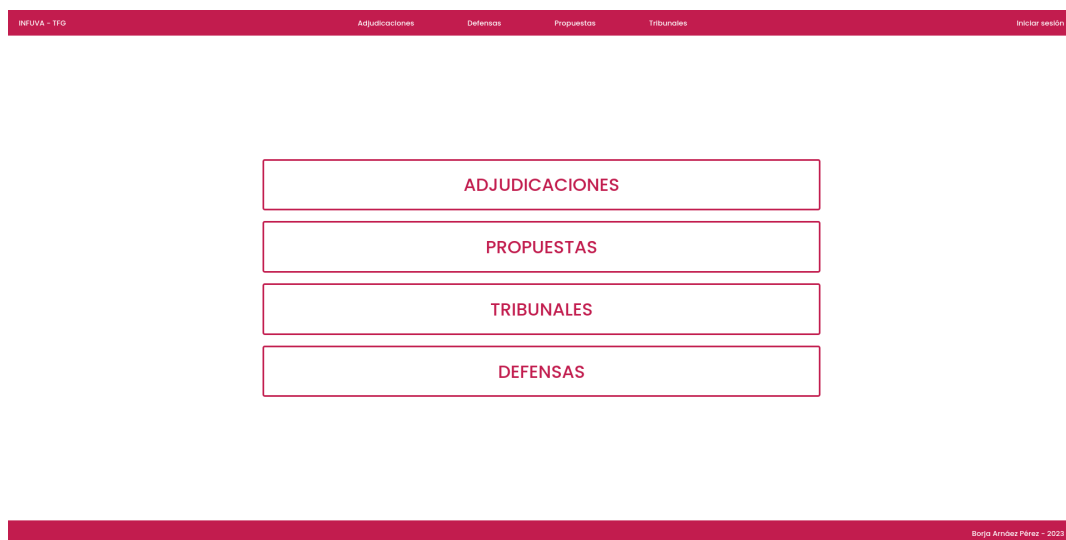 INFUVA - TFG Adjudicaciones Defensas Propuestas Tribunales Iniciar sesión
ADJUDICACIONES
PROPUESTAS
TRIBUNALES
DEFENSAS
Borja Arnáez Pérez - 2023